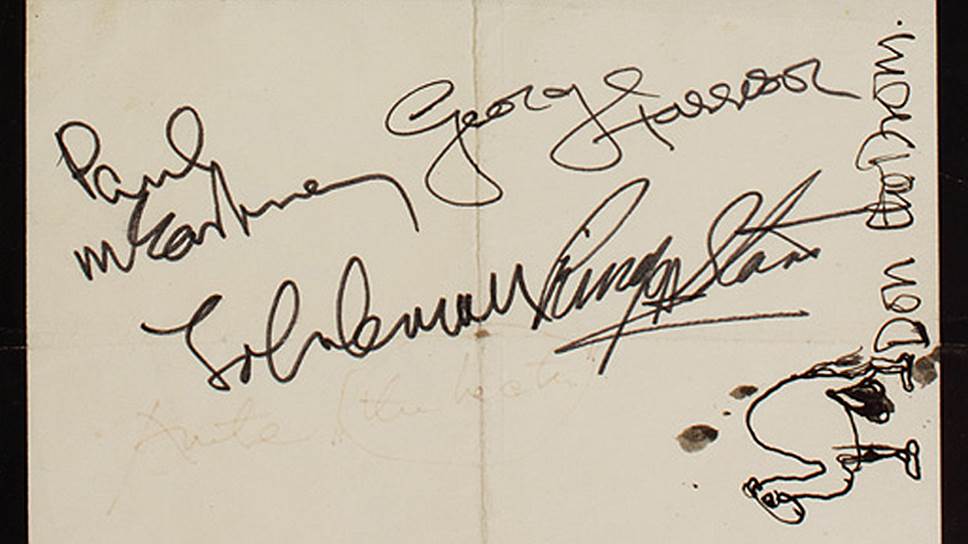 Paul
McCartney
George Harrison
John Lennon
Ringo Starr